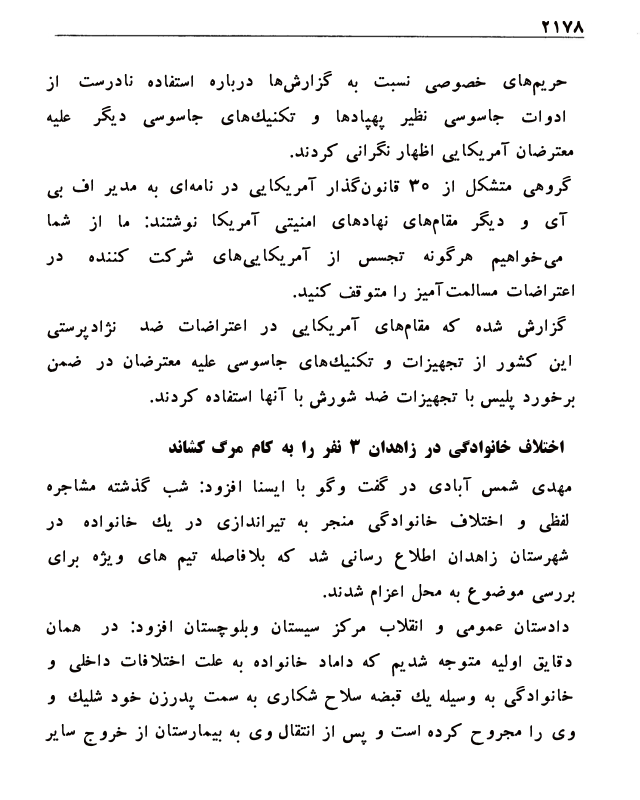 ۲۱۷۸
حریم‌های خصوصی نسبت به گزارش‌ها درباره استفاده نادرست از
ادوات جاسوسی نظیر پهپادها و تکنیك‌های جاسوسی دیگر علیه
معترضان آمریکایی اظهار نگرانی کردند.
گروهی متشکل از ۳۰ قانون‌گذار آمریکایی در نامه‌ای به مدیر اف بی
آی و دیگر مقام‌های نهادهای امنیتی آمریکا نوشتند: ما از شما
می‌خواهیم هرگونه تجسس از آمریکایی‌های شرکت کننده در
اعتراضات مسالمت‌آمیز را متوقف کنید.
گزارش شده که مقام‌های آمریکایی در اعتراضات ضد نژادپرستی
این کشور از تجهیزات و تکنیك‌های جاسوسی علیه معترضان در ضمن
برخورد پلیس با تجهیزات ضد شورش با آنها استفاده کردند.
اختلاف خانوادگی در زاهدان ۳ نفر را به کام مرگ کشاند
مهدی شمس آبادی در گفت وگو با ایسنا افزود: شب گذشته مشاجره
لفظی و اختلاف خانوادگی منجر به تیراندازی در یك خانواده در
شهرستان زاهدان اطلاع رسانی شد که بلافاصله تیم های ویژه برای
بررسی موضوع به محل اعزام شدند.
دادستان عمومی و انقلاب مرکز سیستان وبلوچستان افزود: در همان
دقایق اولیه متوجه شدیم که داماد خانواده به علت اختلافات داخلی و
خانوادگی به وسیله یك قبضه سلاح شکاری به سمت پدرزن خود شلیك و
وی را مجروح کرده است و پس از انتقال وی به بیمارستان از خروج سایر